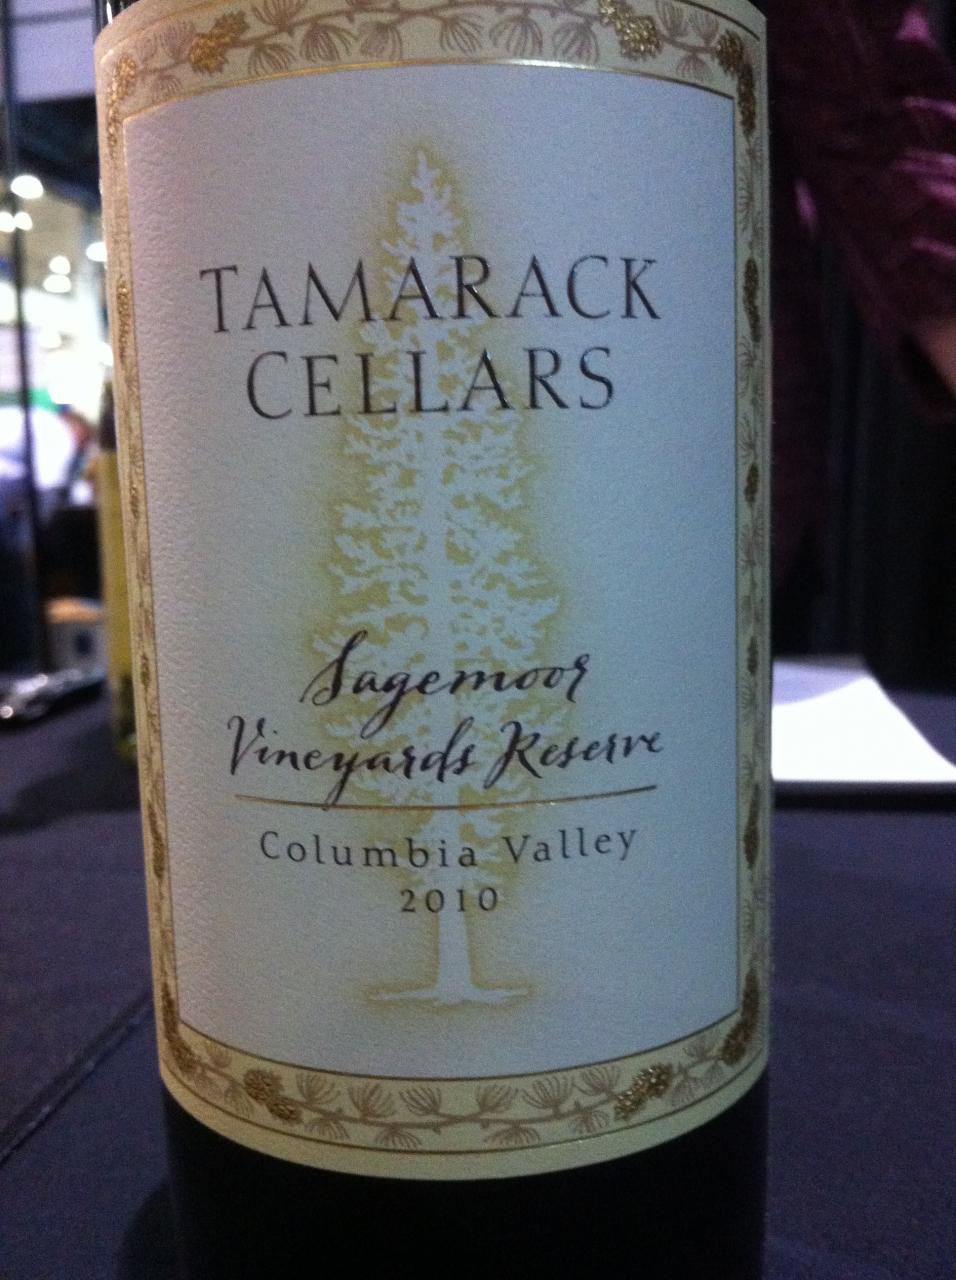 TAMARACK
CELLARS
Sagemoor
Vineyards Reserve
Columbia Valley
2010